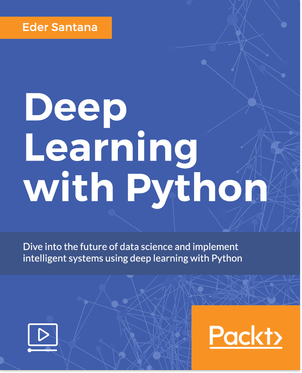 Eder Santana
Deep
Learning
with Python
Dive into the future of data science and implement
intelligent systems using deep learning with Python
Packt>